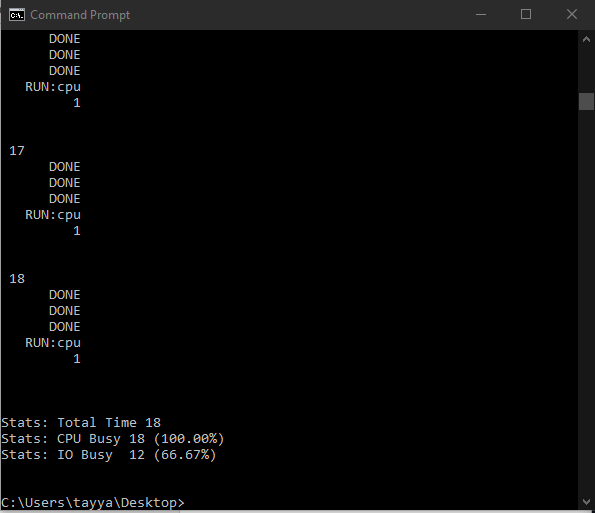 Command Prompt
DONE
DONE
DONE
RUN:cpu
1
17
DONE
DONE
DONE
RUN:cpu
1
18
DONE
DONE
DONE
RUN:cpu
1
Stats: Total Time 18
Stats: CPU Busy 18 (100.00%)
Stats: IO Busy  12 (66.67%)
C:\Users\tayya\Desktop>